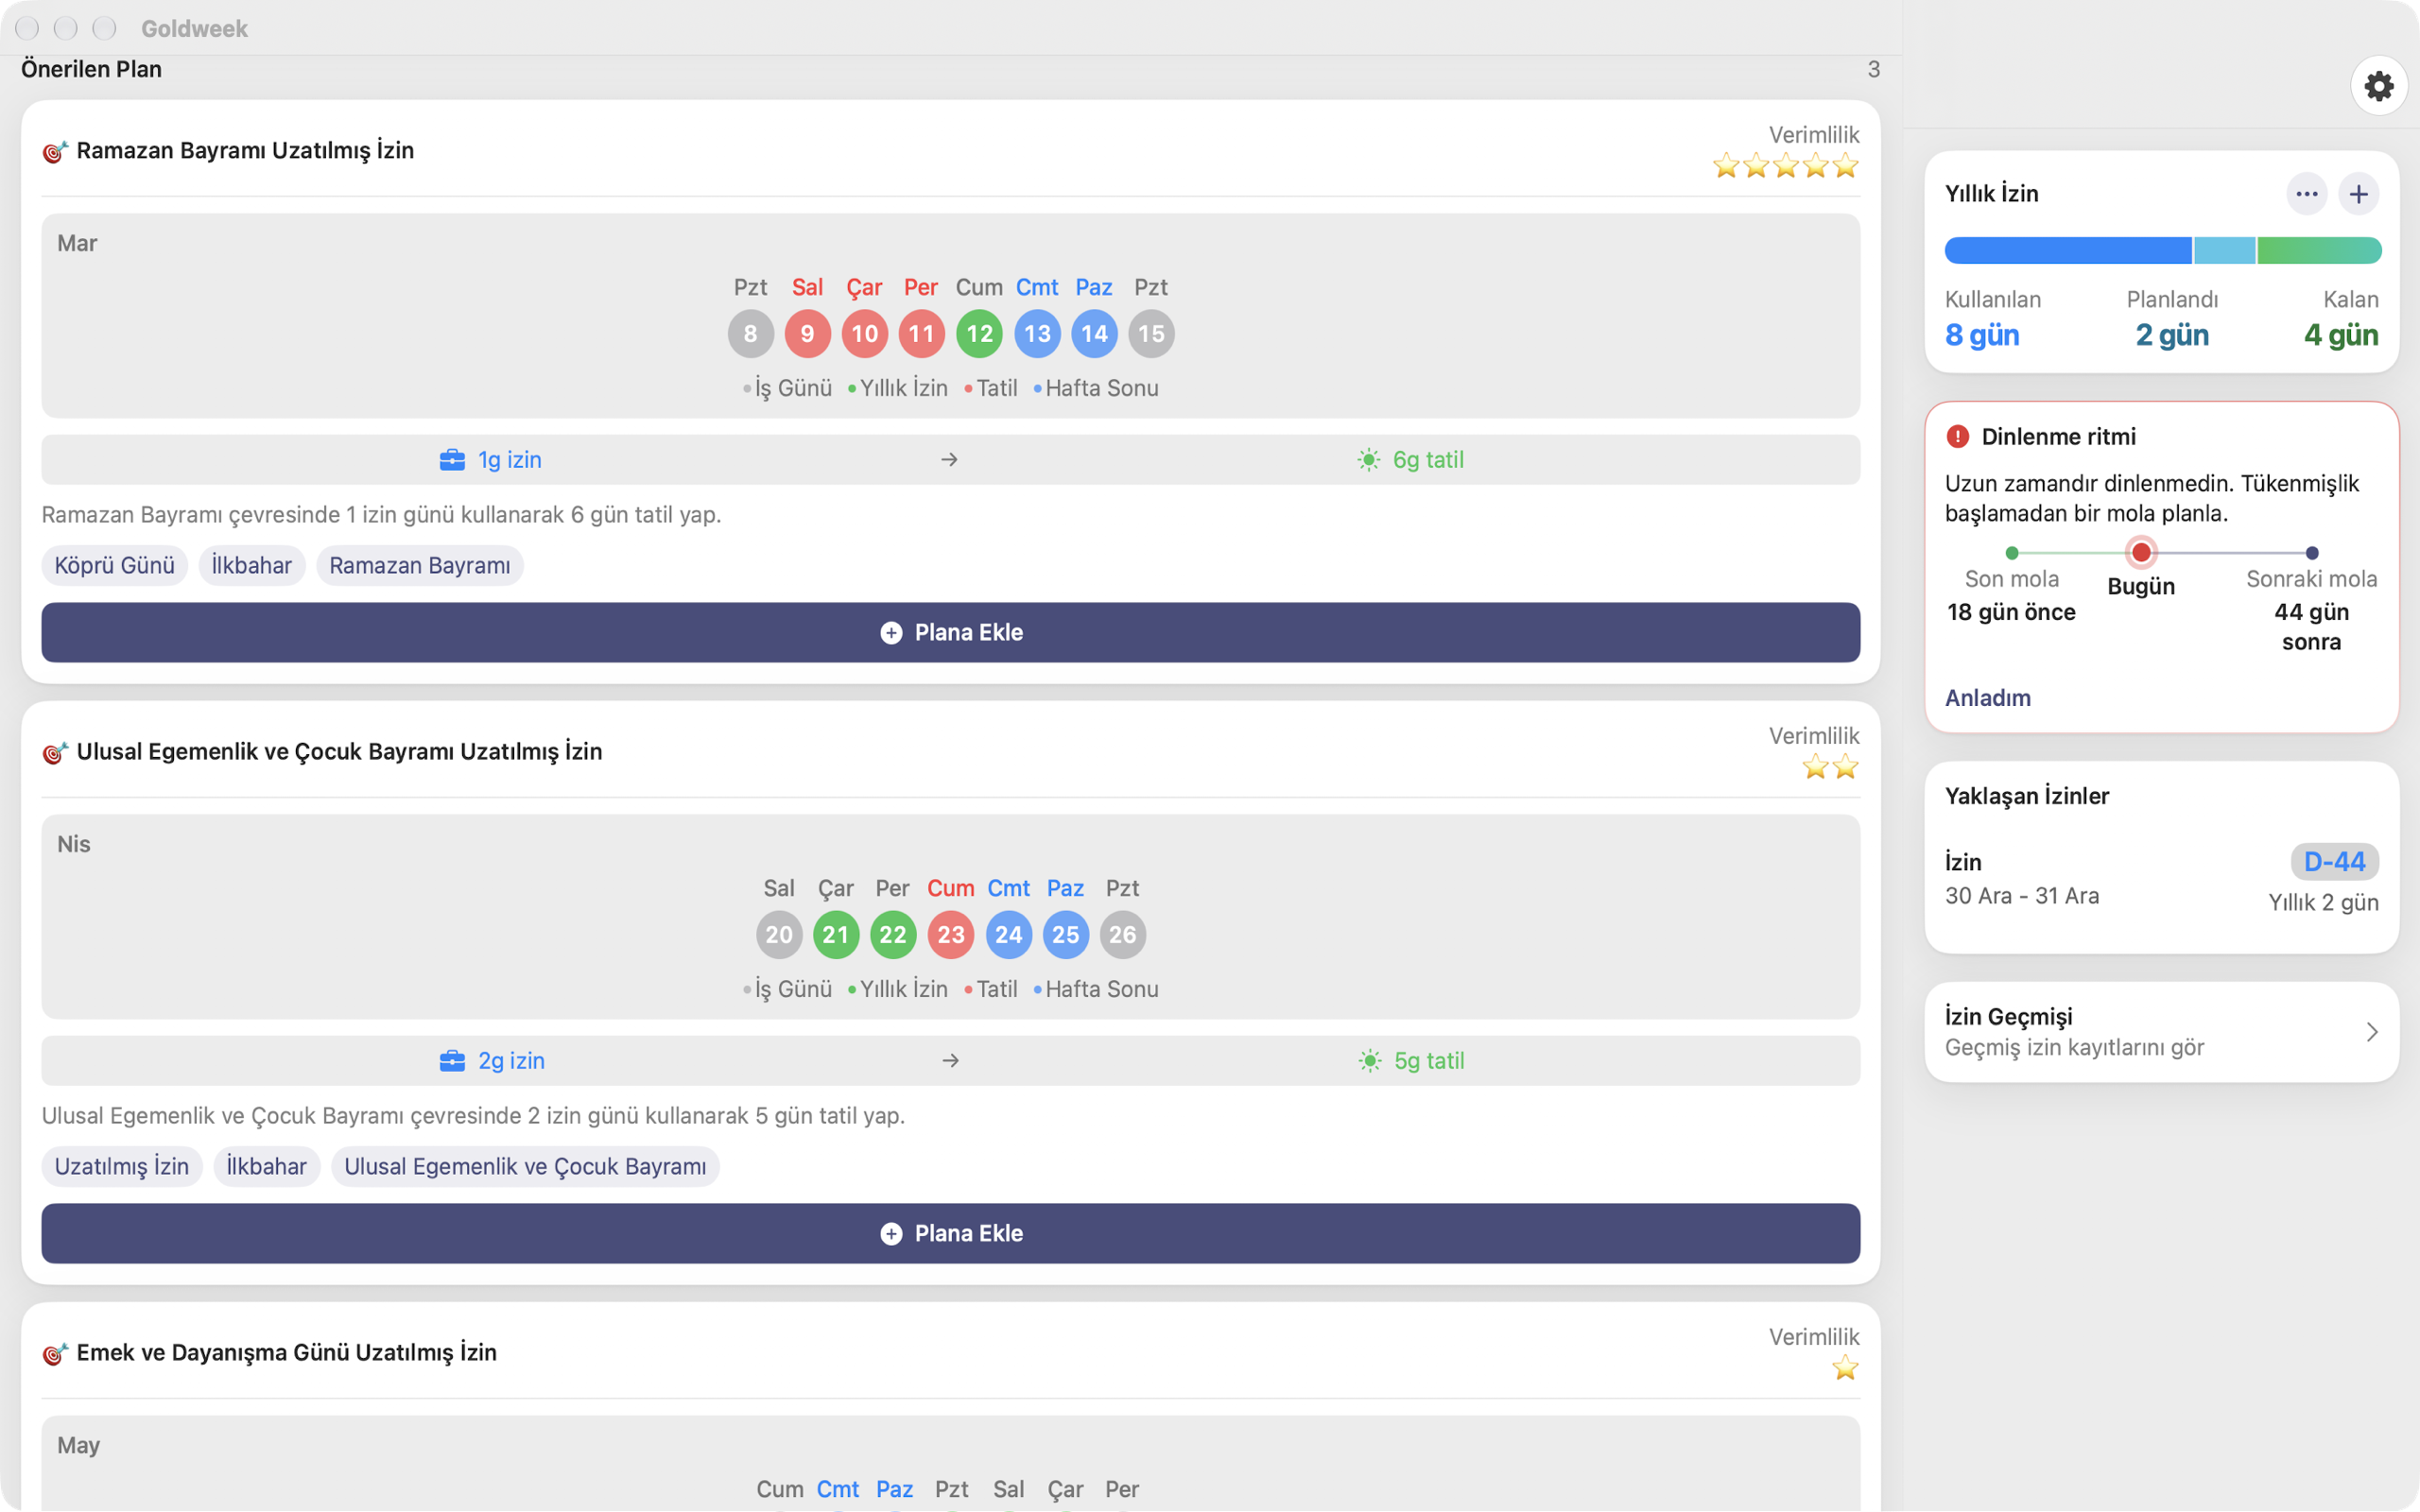 Goldweek
Önerilen Plan
3
Ramazan Bayramı Uzatılmış İzin
Verimlilik
Mar
Pzt Sal Çar Per Cum Cmt Paz Pzt
8 9 10 11 12 13 14 15
İş Günü Yıllık İzin Tatil Hafta Sonu
1g izin → 6g tatil
Ramazan Bayramı çevresinde 1 izin günü kullanarak 6 gün tatil yap.
Köprü Günü İlkbahar Ramazan Bayramı
Plana Ekle
Ulusal Egemenlik ve Çocuk Bayramı Uzatılmış İzin
Verimlilik
Nis
Sal Çar Per Cum Cmt Paz Pzt
20 21 22 23 24 25 26
İş Günü Yıllık İzin Tatil Hafta Sonu
2g izin → 5g tatil
Ulusal Egemenlik ve Çocuk Bayramı çevresinde 2 izin günü kullanarak 5 gün tatil yap.
Uzatılmış İzin İlkbahar Ulusal Egemenlik ve Çocuk Bayramı
Plana Ekle
Emek ve Dayanışma Günü Uzatılmış İzin
Verimlilik
May
Cum Cmt Paz Pzt Sal Çar Per
Yıllık İzin
Kullanılan Planlandı Kalan
8 gün 2 gün 4 gün
Dinlenme ritmi
Uzun zamandır dinlenmedin. Tükenmişlik
başlamadan bir mola planla.
Son mola Bugün Sonraki mola
18 gün önce 44 gün
sonra
Anladım
Yaklaşan İzinler
İzin D-44
30 Ara - 31 Ara Yıllık 2 gün
İzin Geçmişi
Geçmiş izin kayıtlarını gör